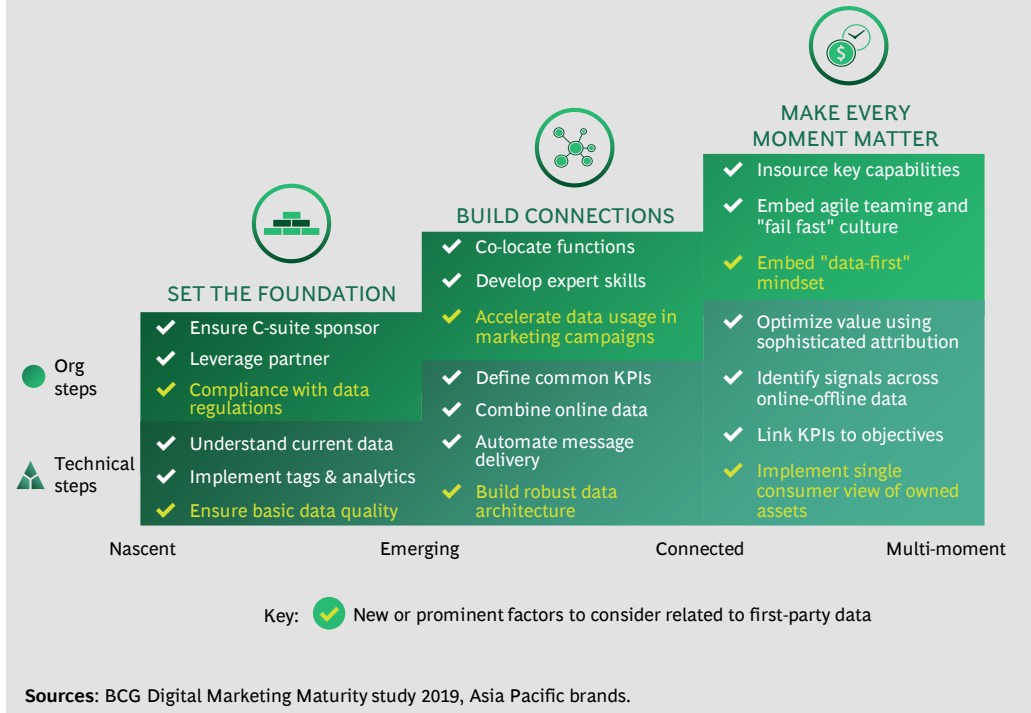 MAKE EVERY
MOMENT MATTER
Insource key capabilities
Embed agile teaming and
"fail fast" culture
Embed "data-first"
mindset
Optimize value using
sophisticated attribution
Identify signals across
online-offline data
Link KPIs to objectives
Implement single
consumer view of owned
assets
BUILD CONNECTIONS
Co-locate functions
Develop expert skills
Accelerate data usage in
marketing campaigns
Define common KPIs
Combine online data
Automate message
delivery
Build robust data
architecture
SET THE FOUNDATION
Ensure C-suite sponsor
Leverage partner
Compliance with data
regulations
Understand current data
Implement tags & analytics
Ensure basic data quality
Org
steps
Technical
steps
Nascent
Emerging
Connected
Multi-moment
Key: New or prominent factors to consider related to first-party data
Sources: BCG Digital Marketing Maturity study 2019, Asia Pacific brands.
$